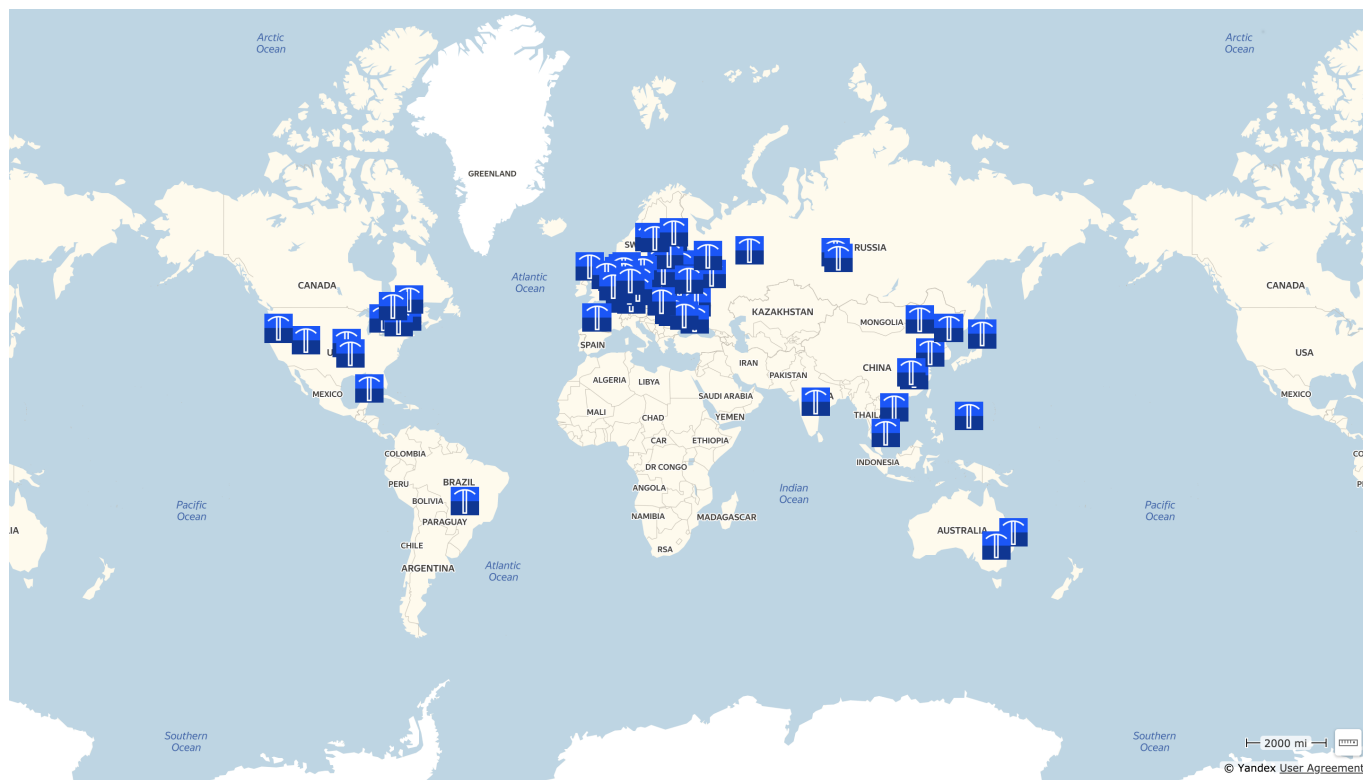 Arctic
Ocean
Arctic
Ocean
GREENLAND
RUSSIA
SW
Atlantic
Ocean
CANADA
CANADA
KAZAKHSTAN
MONGOLIA
SPAIN
U
USA
IRAN
CHINA
PAKISTAN
ALGERIA
LIBYA
MEXICO
SAUDI ARABIA
A
MEXICO
MALI
CHAD
YEMEN
THAIL
CAR
ETHIOPIA
COLOMBIA
CO
INDONESIA
DR CONGO
PERU
BRAZIL
P
ANGOLA
Indian
Ocean
BOLIVIA
Pacific
Ocean
Pacific
Ocean
NAMIBIA
MADAGASCAR
PARAGUAY
AUSTRALIA
IA
CHILE
RSA
ARGENTINA
Atlantic
Ocean
Southern
Ocean
Southern
Ocean
2000 mi
© Yandex User Agreement